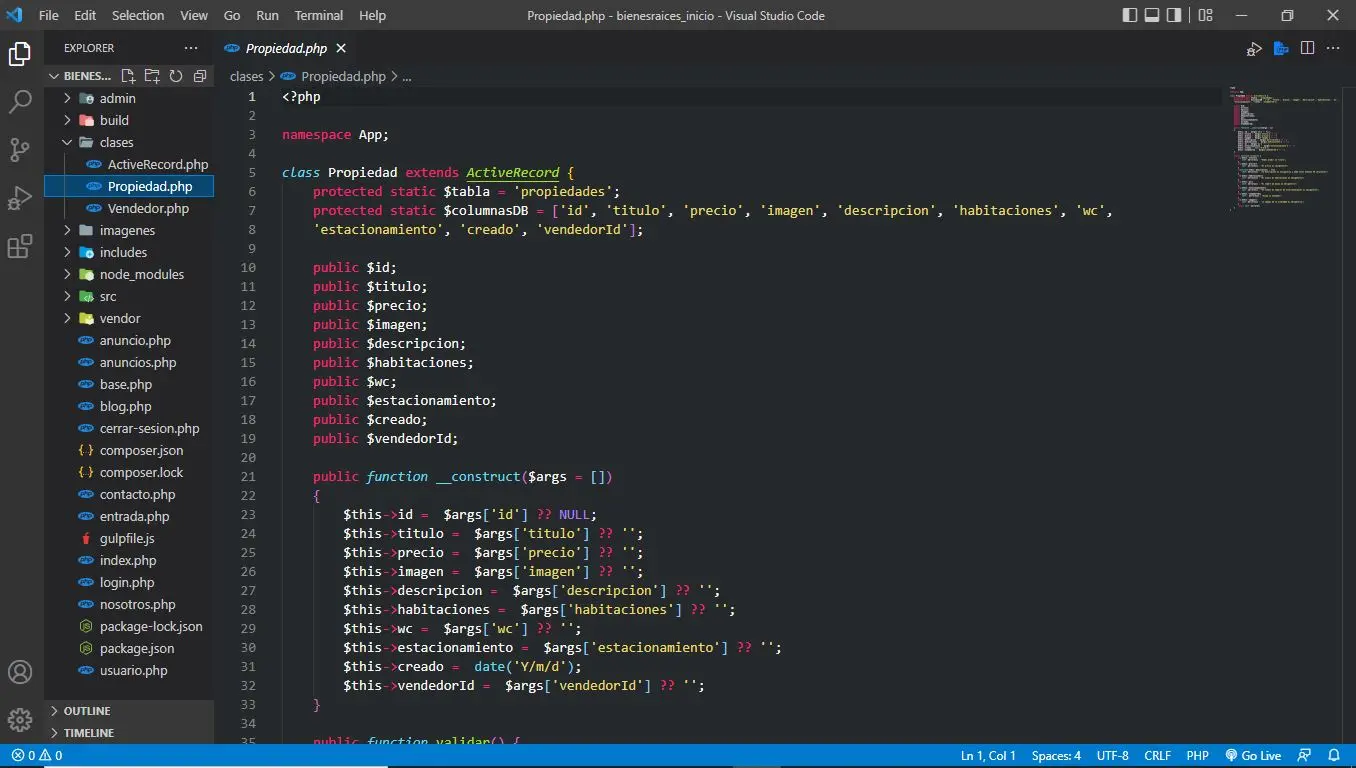 File Edit Selection View Go Run Terminal Help
Propiedad.php - bienesraices_inicio - Visual Studio Code
EXPLORER
BIENES...
admin
build
clases
ActiveRecord.php
Propiedad.php
Vendedor.php
imagenes
includes
node_modules
src
vendor
anuncio.php
anuncios.php
base.php
blog.php
cerrar-sesion.php
composer.json
composer.lock
contacto.php
entrada.php
gulpfile.js
index.php
login.php
nosotros.php
package-lock.json
package.json
usuario.php
OUTLINE
TIMELINE
php Propiedad.php
clases > php Propiedad.php > ...
1 <?php
2
3 namespace App;
4
5 class Propiedad extends ActiveRecord {
6 protected static $tabla = 'propiedades';
7 protected static $columnasDB = ['id', 'titulo', 'precio', 'imagen', 'descripcion', 'habitaciones', 'wc',
8 'estacionamiento', 'creado', 'vendedorId'];
9
10 public $id;
11 public $titulo;
12 public $precio;
13 public $imagen;
14 public $descripcion;
15 public $habitaciones;
16 public $wc;
17 public $estacionamiento;
18 public $creado;
19 public $vendedorId;
20
21 public function __construct($args = [])
22 {
23 $this->id = $args['id'] ?? NULL;
24 $this->titulo = $args['titulo'] ?? '';
25 $this->precio = $args['precio'] ?? '';
26 $this->imagen = $args['imagen'] ?? '';
27 $this->descripcion = $args['descripcion'] ?? '';
28 $this->habitaciones = $args['habitaciones'] ?? '';
29 $this->wc = $args['wc'] ?? '';
30 $this->estacionamiento = $args['estacionamiento'] ?? '';
31 $this->creado = date('Y/m/d');
32 $this->vendedorId = $args['vendedorId'] ?? '';
33 }
34
35 public function validar() {
0 0
Ln 1, Col 1 Spaces: 4 UTF-8 CRLF PHP Go Live